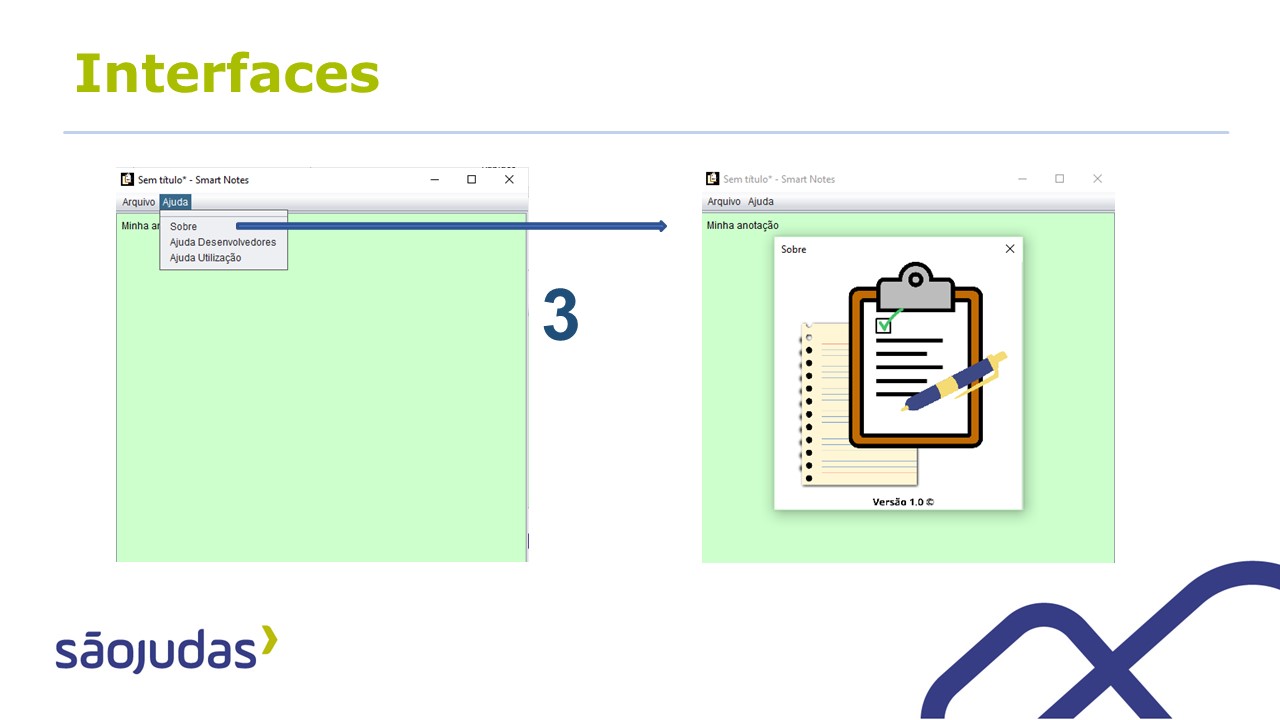 Interfaces
Sem título* - Smart Notes
Arquivo Ajuda
Minha
Sobre
Ajuda Desenvolvedores
Ajuda Utilização
3
Sem título* - Smart Notes
Arquivo Ajuda
Minha anotação
Sobre
Versão 1.0 ©
sãojudas